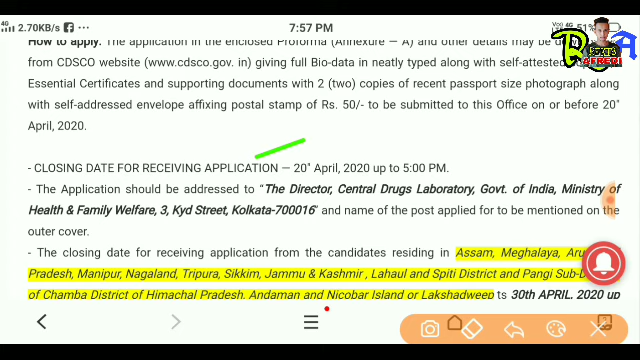 4G 2.70KB/s 7:57 PM Voi) 4G 51%
How to apply: The application in the enclosed Proforma (Annexure — A) and other details may be
from CDSCO website (www.cdsco.gov. in) giving full Bio-data in neatly typed along with self-attested
Essential Certificates and supporting documents with 2 (two) copies of recent passport size photograph along
with self-addressed envelope affixing postal stamp of Rs. 50/- to be submitted to this Office on or before 20"
April, 2020.
- CLOSING DATE FOR RECEIVING APPLICATION — 20" April, 2020 up to 5:00 PM.
- The Application should be addressed to "The Director, Central Drugs Laboratory, Govt. of India, Ministry of
Health & Family Welfare, 3, Kyd Street, Kolkata-700016" and name of the post applied for to be mentioned on the
outer cover.
- The closing date for receiving application from the candidates residing in Assam, Meghalaya,
Pradesh, Manipur, Nagaland, Tripura, Sikkim, Jammu & Kashmir, Lahaul and Spiti District and Pangi
of Chamba District of Himachal Pradesh, Andaman and Nicobar Island or Lakshadweep ts 30th APRIL. 2020 up